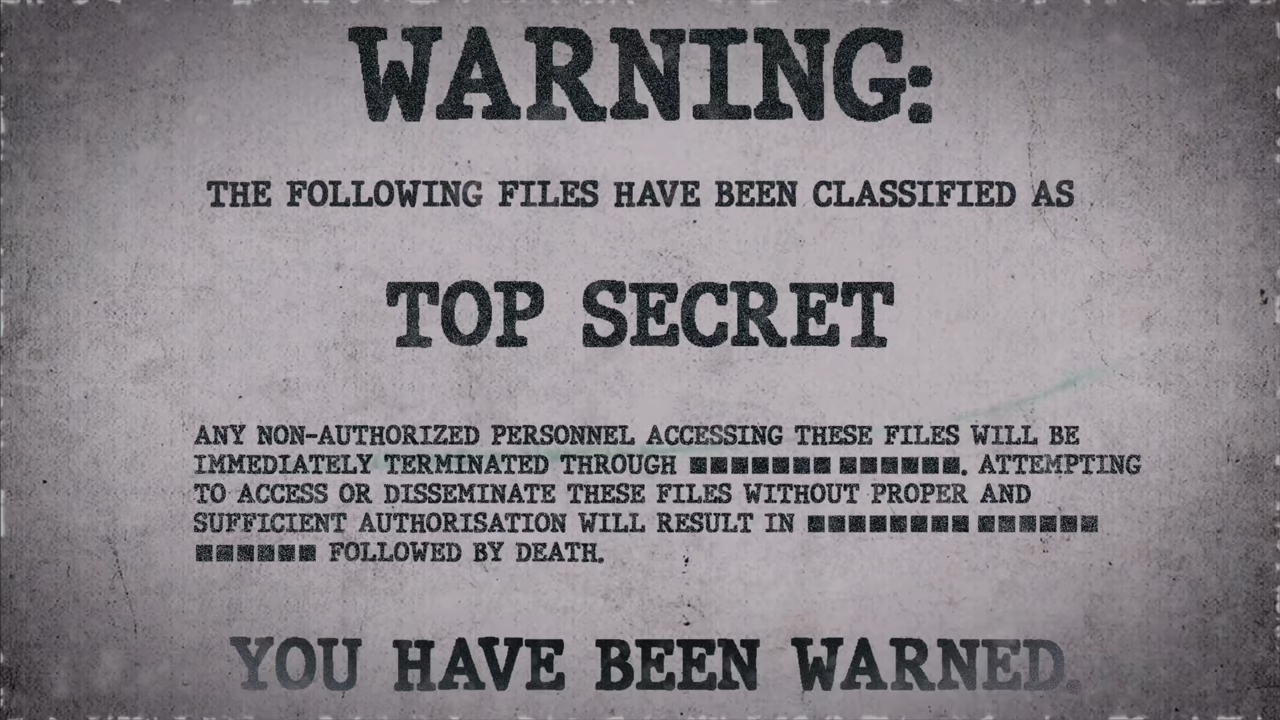 WARNING:
THE FOLLOWING FILES HAVE BEEN CLASSIFIED AS
TOP SECRET
ANY NON-AUTHORIZED PERSONNEL ACCESSING THESE FILES WILL BE
IMMEDIATELY TERMINATED THROUGH ■■■■■■■ ■■■■■■. ATTEMPTING
TO ACCESS OR DISSEMINATE THESE FILES WITHOUT PROPER AND
SUFFICIENT AUTHORISATION WILL RESULT IN ■■■■■■■■ ■■■■■■
■■■■■■ FOLLOWED BY DEATH.
YOU HAVE BEEN WARNED.